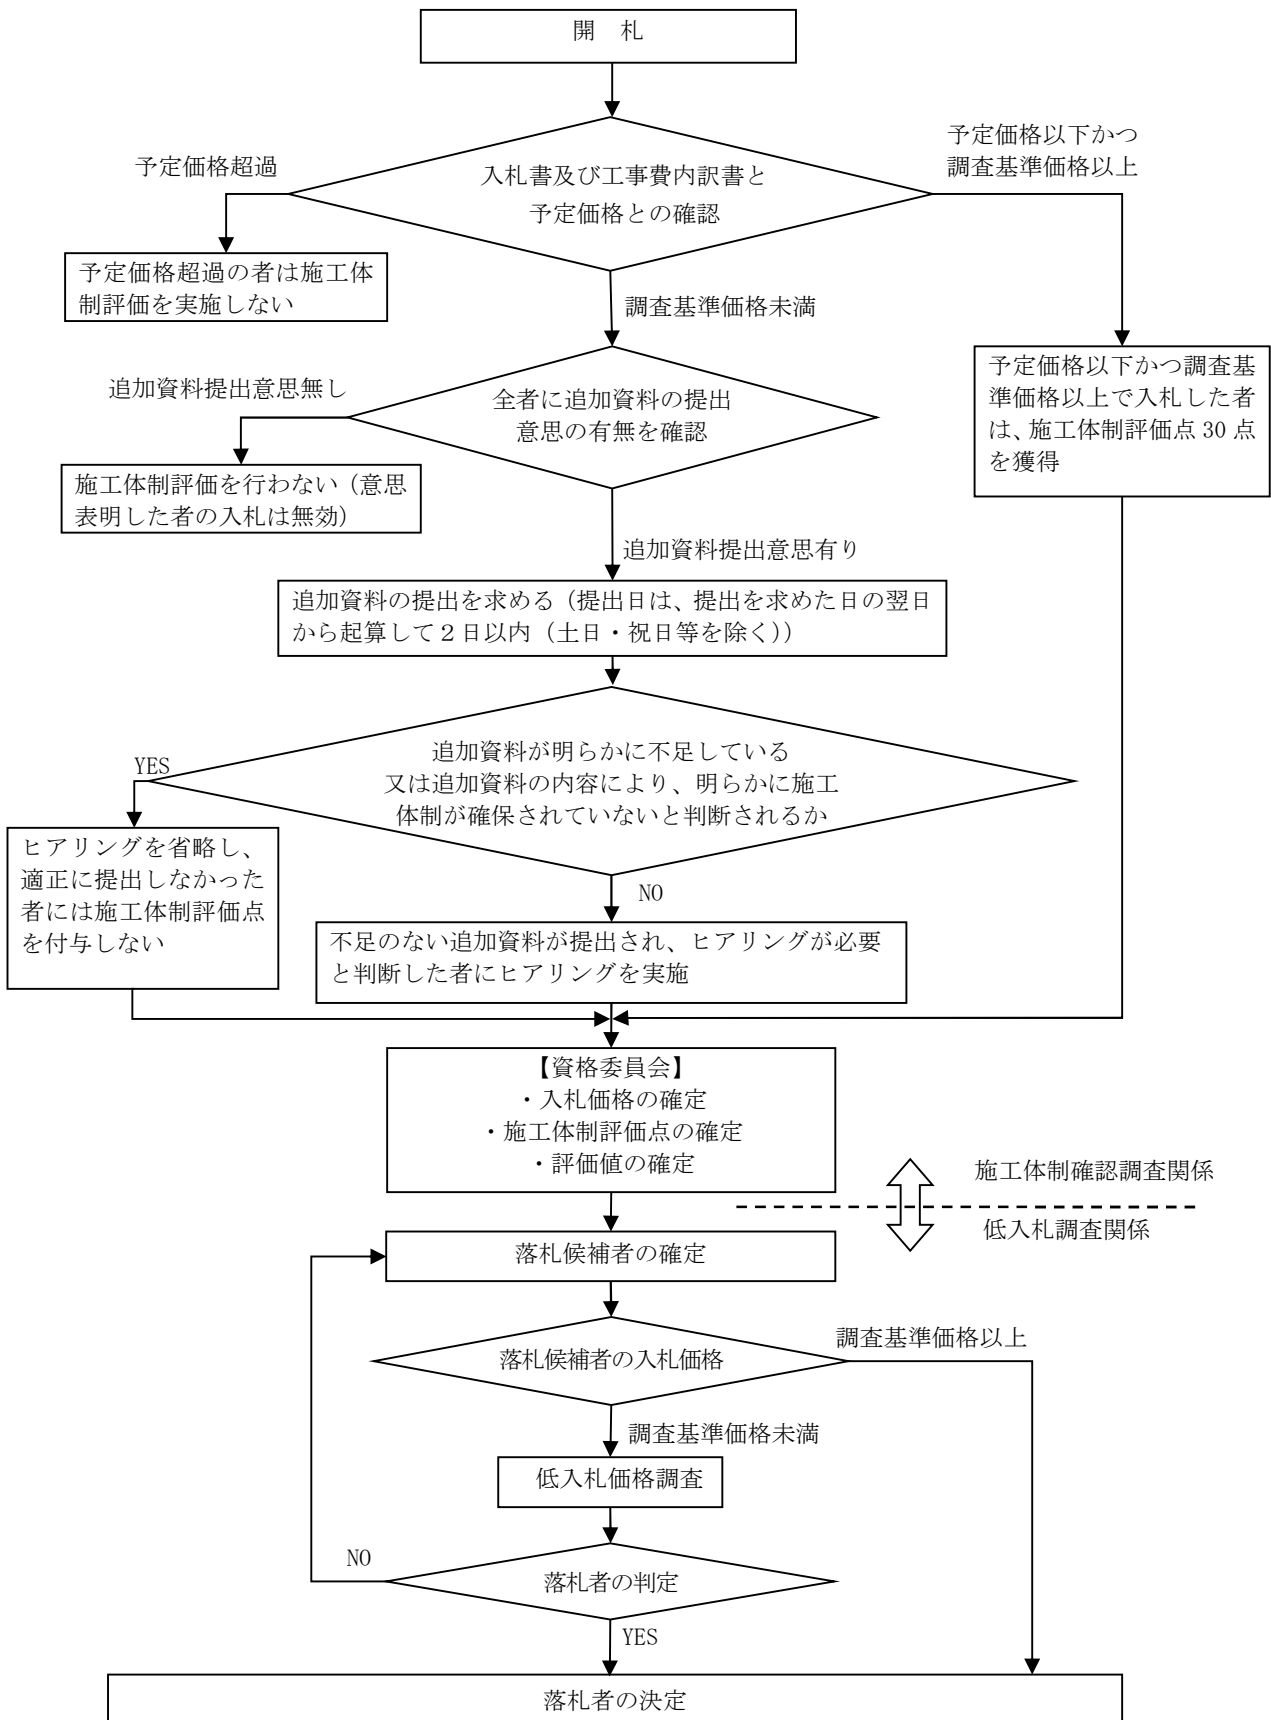 開　札
予定価格超過
入札書及び工事費内訳書と
予定価格との確認
予定価格以下かつ
調査基準価格以上
予定価格超過の者は施工体
制評価を実施しない
調査基準価格未満
予定価格以下かつ調査基
準価格以上で入札した者
は、施工体制評価点 30 点
を獲得
追加資料提出意思無し
全者に追加資料の提出
意思の有無を確認
施工体制評価を行わない（意思
表明した者の入札は無効）
追加資料提出意思有り
追加資料の提出を求める（提出日は、提出を求めた日の翌日
から起算して２日以内（土日・祝日等を除く））
追加資料が明らかに不足している
又は追加資料の内容により、明らかに施工
体制が確保されていないと判断されるか
YES
ヒアリングを省略し、
適正に提出しなかった
者には施工体制評価点
を付与しない
NO
不足のない追加資料が提出され、ヒアリングが必要
と判断した者にヒアリングを実施
【資格委員会】
・入札価格の確定
・施工体制評価点の確定
・評価値の確定
施工体制確認調査関係
低入札調査関係
落札候補者の確定
落札候補者の入札価格
調査基準価格以上
調査基準価格未満
低入札価格調査
NO
落札者の判定
YES
落札者の決定